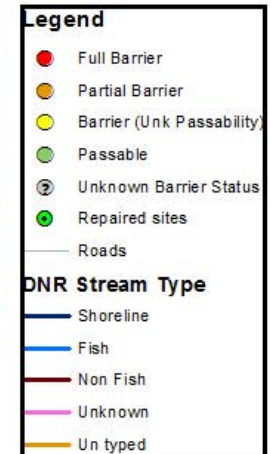 Legend
Full Barrier
Partial Barrier
Barrier (Unk Passability)
Passable
? Unknown Barrier Status
Repaired sites
Roads
DNR Stream Type
Shoreline
Fish
Non Fish
Unknown
Un typed